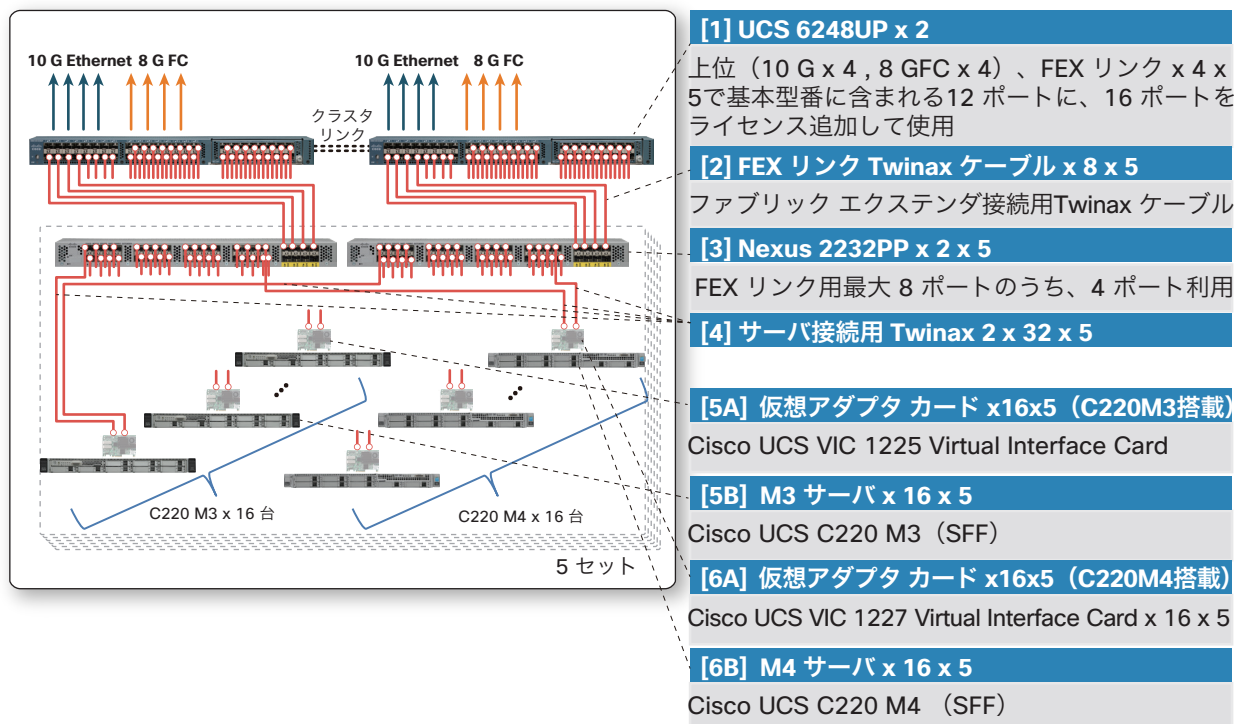 10 G Ethernet 8 G FC
10 G Ethernet 8 G FC
クラスタ
リンク
C220 M3 x 16 台
C220 M4 x 16 台
5 セット
[1] UCS 6248UP x 2
上位（10 G x 4 , 8 GFC x 4）、FEX リンク x 4 x
5で基本型番に含まれる12 ポートに、16 ポートを
ライセンス追加して使用
[2] FEX リンク Twinax ケーブル x 8 x 5
ファブリック エクステンダ接続用Twinax ケーブル
[3] Nexus 2232PP x 2 x 5
FEX リンク用最大 8 ポートのうち、4 ポート利用
[4] サーバ接続用 Twinax 2 x 32 x 5
[5A] 仮想アダプタ カード x16x5（C220M3搭載）
Cisco UCS VIC 1225 Virtual Interface Card
[5B] M3 サーバ x 16 x 5
Cisco UCS C220 M3（SFF）
[6A] 仮想アダプタ カード x16x5（C220M4搭載）
Cisco UCS VIC 1227 Virtual Interface Card x 16 x 5
[6B] M4 サーバ x 16 x 5
Cisco UCS C220 M4 （SFF）